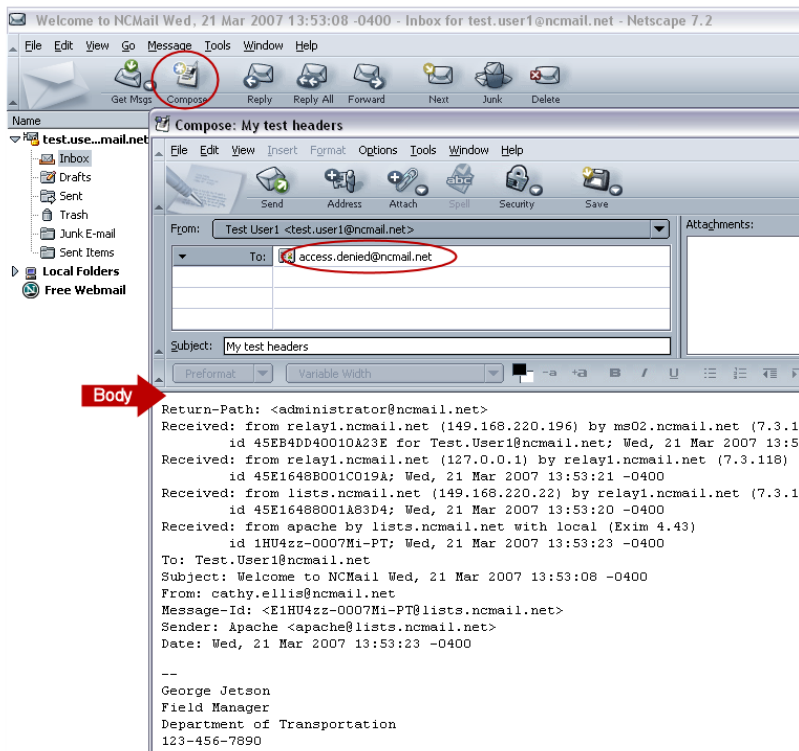 Welcome to NCMail Wed, 21 Mar 2007 13:53:08 -0400 - Inbox for test.user1@ncmail.net - Netscape 7.2
File Edit View Go Message Tools Window Help
Get Msgs Compose Reply Reply All Forward Next Junk Delete
Name
test.use...mail.net
Inbox
Drafts
Sent
Trash
Junk E-mail
Sent Items
Local Folders
Free Webmail
Compose: My test headers
File Edit View Insert Format Options Tools Window Help
Send Address Attach Spell Security Save
From: Test User1 <test.user1@ncmail.net>
Attachments:
To: access.denied@ncmail.net
Subject: My test headers
Preformat Variable Width -a +a B I U
Body
Return-Path: <administrator@ncmail.net>
Received: from relay1.ncmail.net (149.168.220.196) by ms02.ncmail.net (7.3.1
id 45EB4DD40010A23E for Test.User1@ncmail.net; Wed, 21 Mar 2007 13:5
Received: from relay1.ncmail.net (127.0.0.1) by relay1.ncmail.net (7.3.118)
id 45E1648B001C019A; Wed, 21 Mar 2007 13:53:21 -0400
Received: from lists.ncmail.net (149.168.220.22) by relay1.ncmail.net (7.3.1
id 45E16488001A83D4; Wed, 21 Mar 2007 13:53:20 -0400
Received: from apache by lists.ncmail.net with local (Exim 4.43)
id 1HU4zz-0007Mi-PT; Wed, 21 Mar 2007 13:53:23 -0400
To: Test.User1@ncmail.net
Subject: Welcome to NCMail Wed, 21 Mar 2007 13:53:08 -0400
From: cathy.ellis@ncmail.net
Message-Id: <E1HU4zz-0007Mi-PT@lists.ncmail.net>
Sender: Apache <apache@lists.ncmail.net>
Date: Wed, 21 Mar 2007 13:53:23 -0400
--
George Jetson
Field Manager
Department of Transportation
123-456-7890